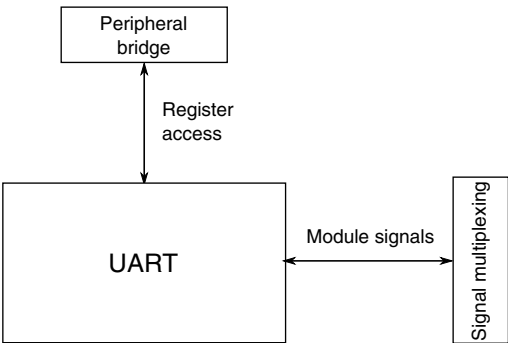 Peripheral
bridge
Register
access
UART
Module signals
Signal multiplexing